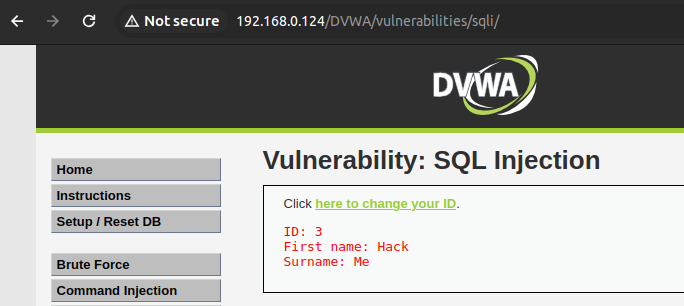 Not secure 192.168.0.124/DVWA/vulnerabilities/sqli/
DVWA
Home
Instructions
Setup / Reset DB
Brute Force
Command Injection
Vulnerability: SQL Injection
Click here to change your ID.
ID: 3
First name: Hack
Surname: Me